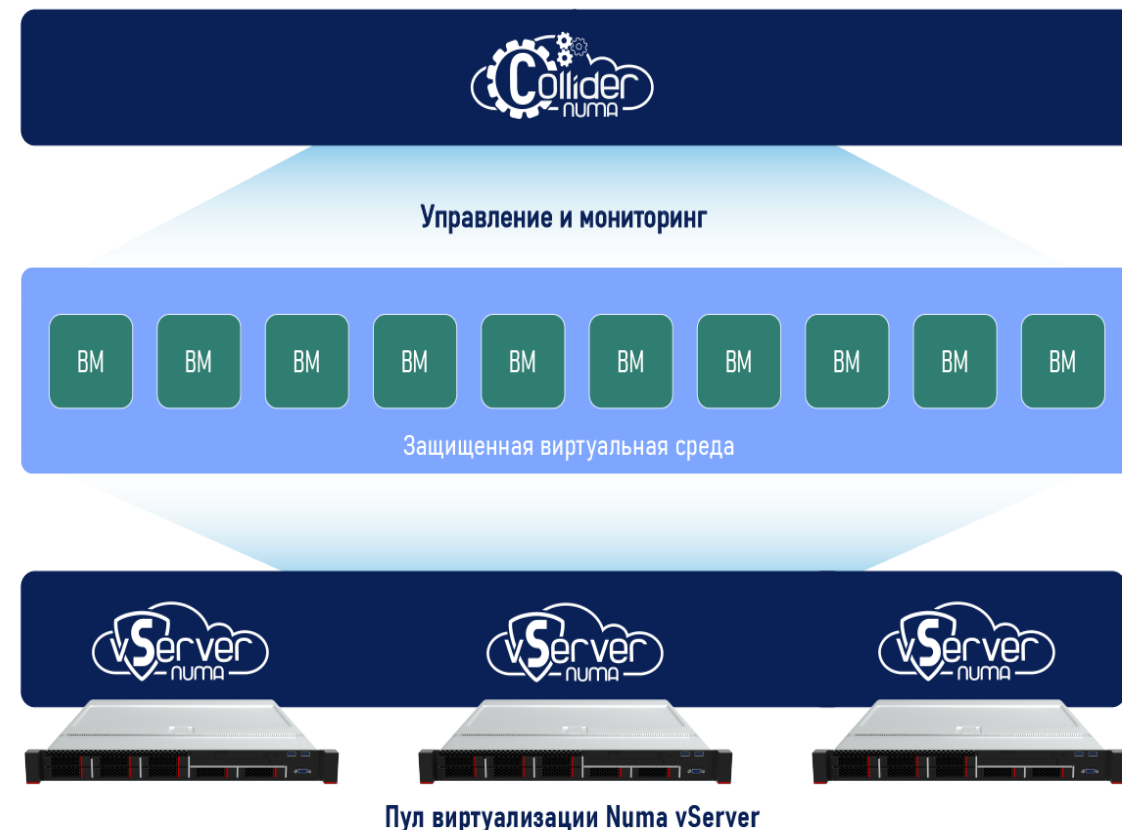 Collider
numa
Управление и мониторинг
ВМ ВМ ВМ ВМ ВМ ВМ ВМ ВМ ВМ ВМ
Защищенная виртуальная среда
vServer vServer vServer
numa numa numa
Пул виртуализации Numa vServer